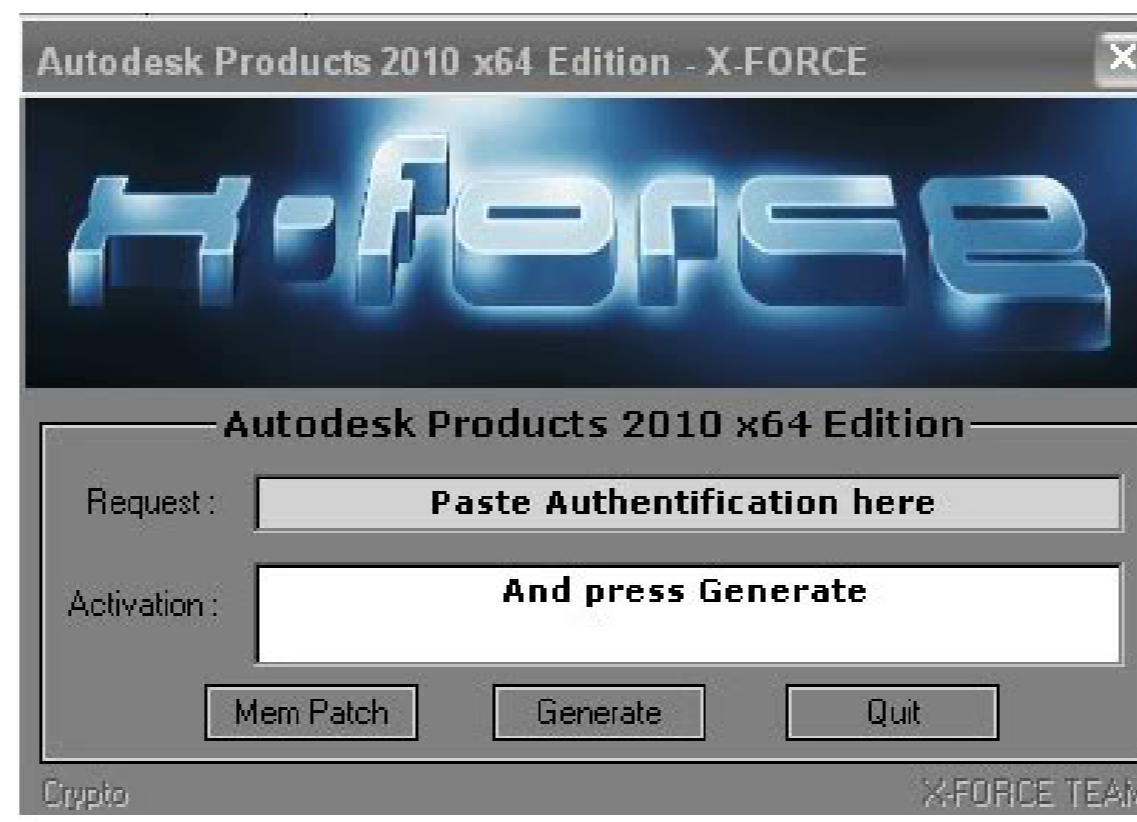 Autodesk Products 2010 x64 Edition - X-FORCE
x-force
Autodesk Products 2010 x64 Edition
Request : Paste Authentification here
Activation : And press Generate
Mem Patch Generate Quit
Crypto X-FORCE TEAM